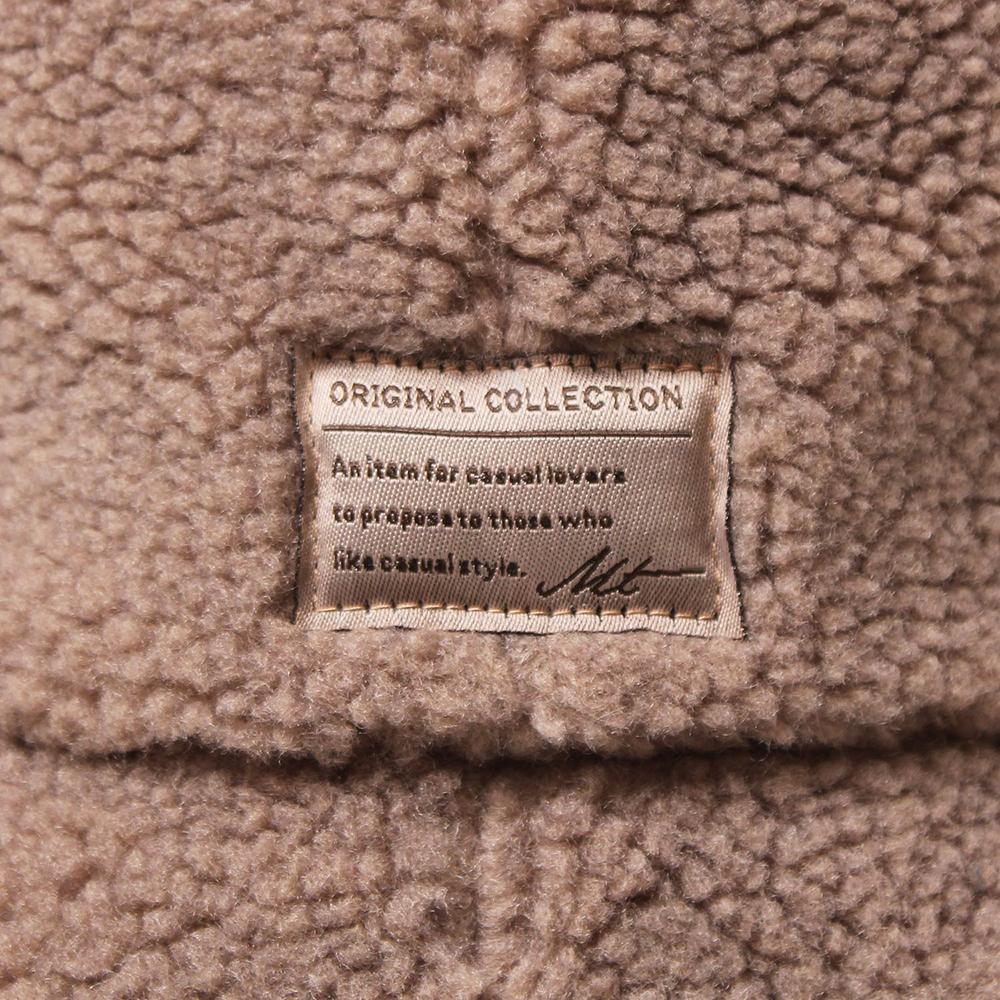 ORIGINAL COLLECTION
An item for casual lovers
to propose to those who
like casual style.